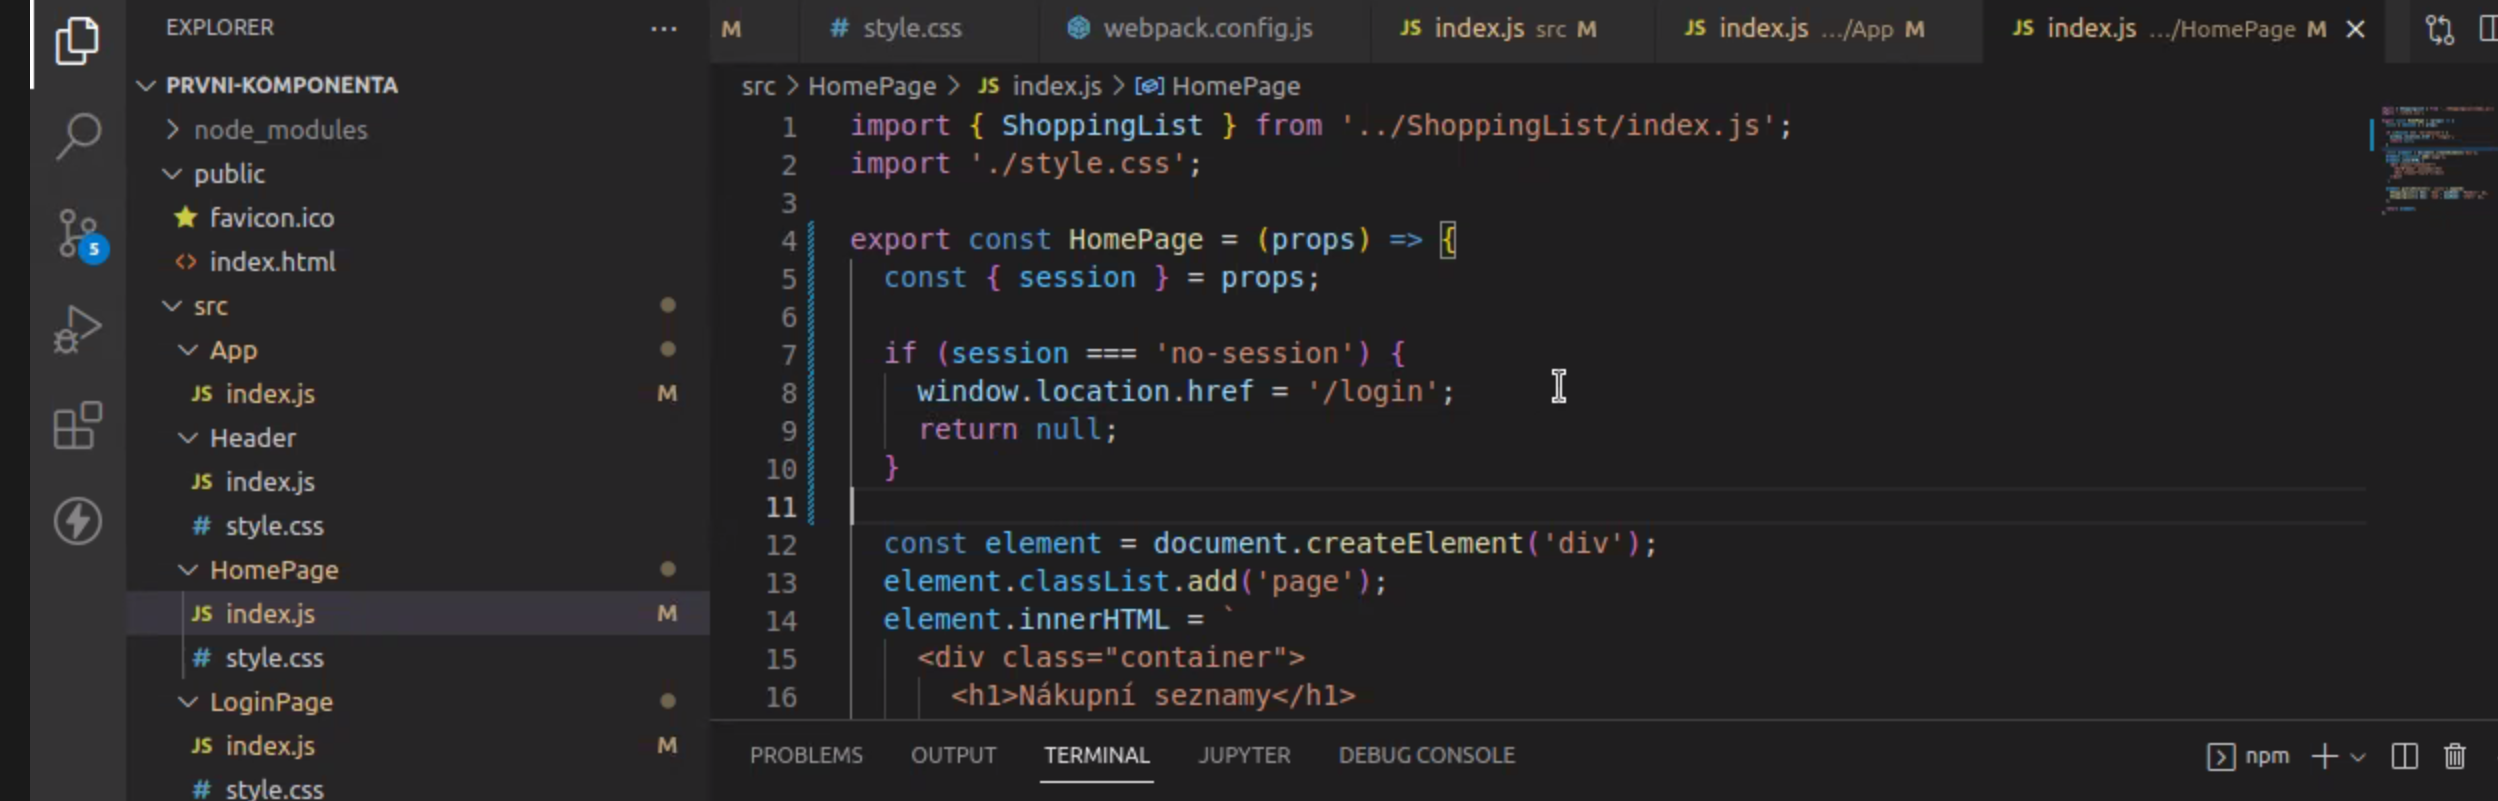 EXPLORER
PRVNI-KOMPONENTA
node_modules
public
favicon.ico
<> index.html
src
App
JS index.js M
Header
JS index.js
# style.css
HomePage
JS index.js M
# style.css
LoginPage
JS index.js M
# style.css
5
M # style.css webpack.config.js JS index.js src M JS index.js .../App M JS index.js .../HomePage M
src > HomePage > JS index.js > HomePage
1 import { ShoppingList } from '../ShoppingList/index.js';
2 import './style.css';
3
4 export const HomePage = (props) => {
5 const { session } = props;
6
7 if (session === 'no-session') {
8 window.location.href = '/login';
9 return null;
10 }
11
12 const element = document.createElement('div');
13 element.classList.add('page');
14 element.innerHTML = `
15 <div class="container">
16 <h1>Nákupní seznamy</h1>
PROBLEMS OUTPUT TERMINAL JUPYTER DEBUG CONSOLE npm